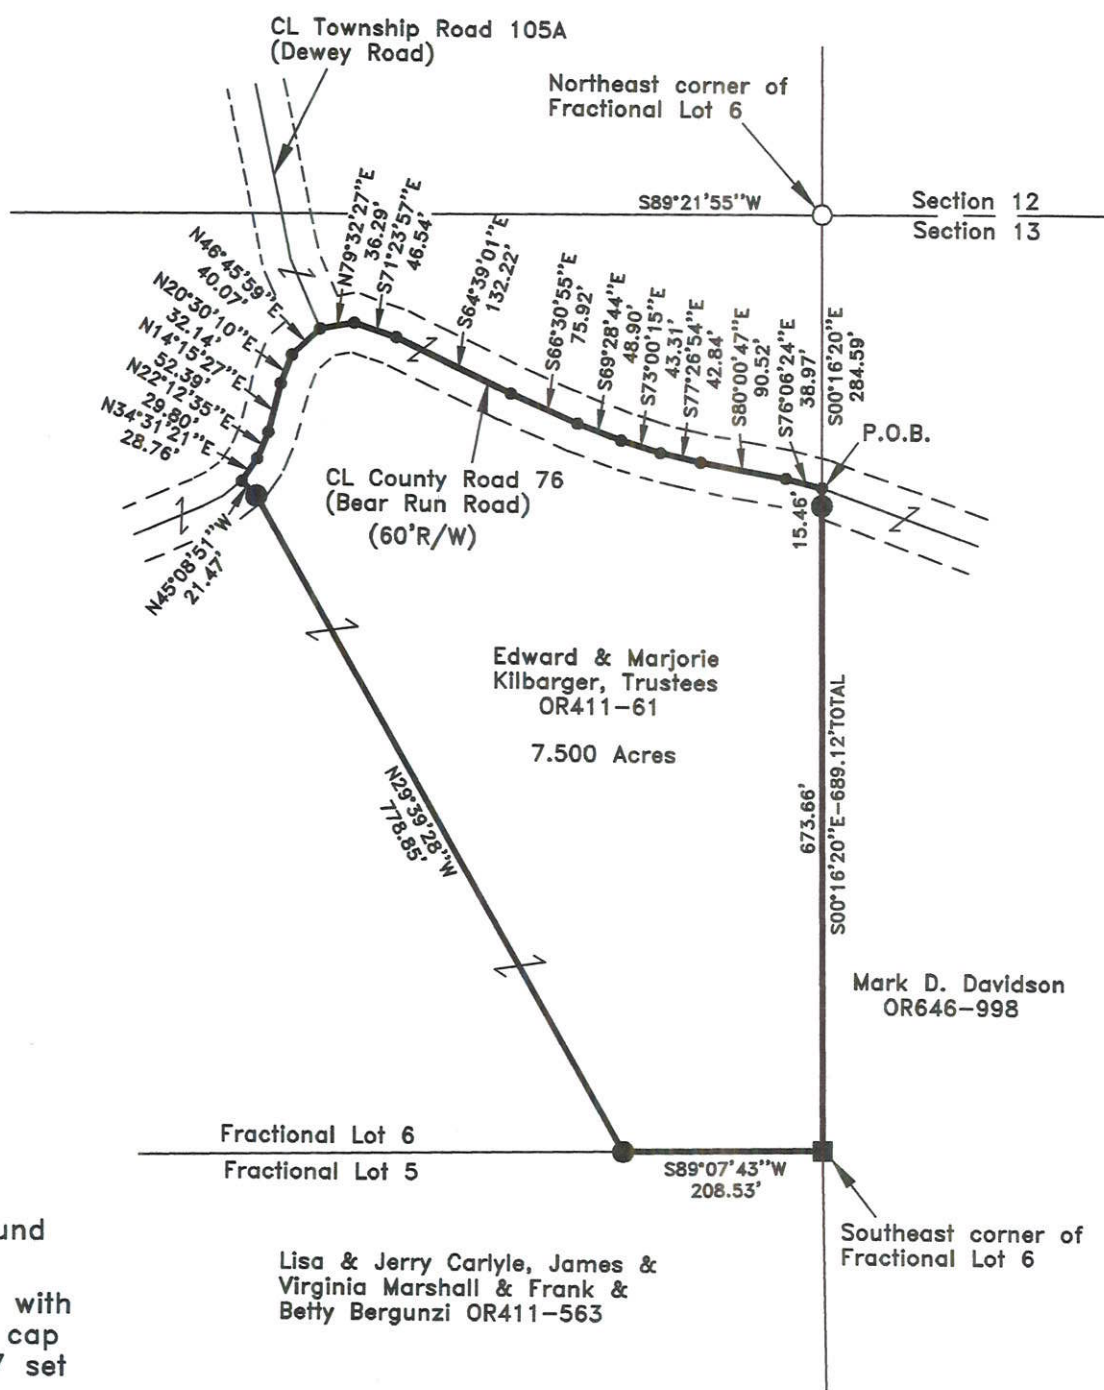 CL Township Road 105A
(Dewey Road)
Northeast corner of
Fractional Lot 6
S89°21'55"W
Section 12
Section 13
N79°32'27"E
36.29'
S71°23'57"E
46.54'
S64°39'01"E
132.22'
S66°30'55"E
75.92'
S69°28'44"E
48.90'
S73°00'15"E
43.31'
S77°26'54"E
42.84'
S80°00'47"E
90.52'
S76°06'24"E
38.97'
S00°16'20"E
284.59'
N46°45'59"E
40.07'
N20°30'10"E
32.14'
N14°15'27"E
52.39'
N22°12'35"E
29.80'
N34°31'21"E
28.76'
N45°08'51"W
21.47'
P.O.B.
CL County Road 76
(Bear Run Road)
(60'R/W)
15.46'
Edward & Marjorie
Kilbarger, Trustees
OR411-61
7.500 Acres
N29°39'28"W
778.85'
673.66'
S00°16'20"E-689.12'TOTAL
Mark D. Davidson
OR646-998
Fractional Lot 6
Fractional Lot 5
S89°07'43"W
208.53'
Southeast corner of
Fractional Lot 6
Lisa & Jerry Carlyle, James &
Virginia Marshall & Frank &
Betty Bergunzi OR411-563
und
with
cap
set